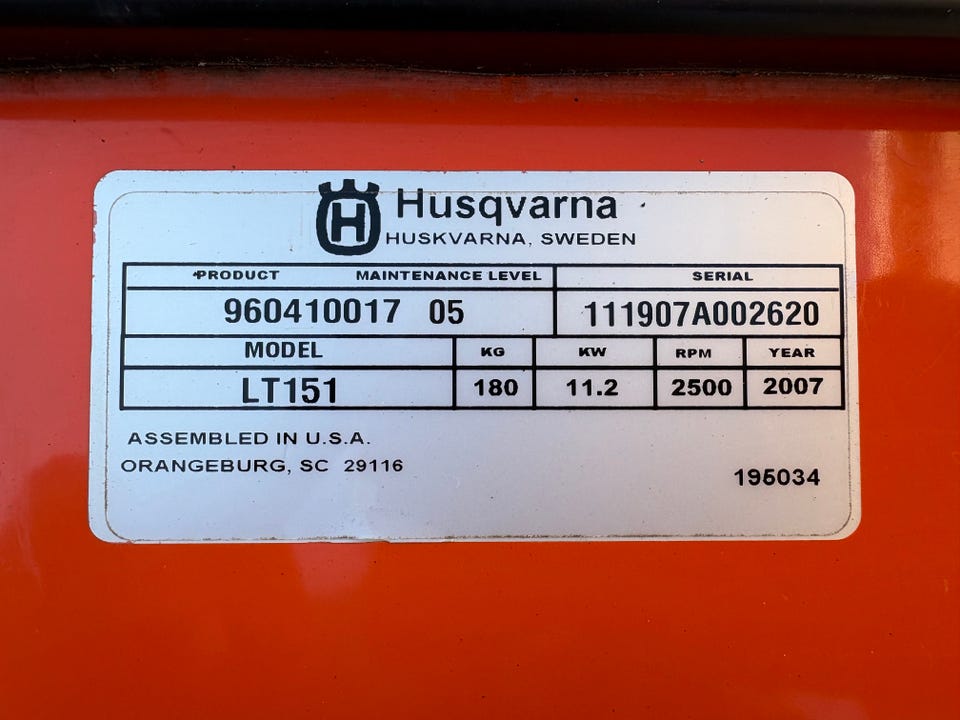 Husqvarna
HUSKVARNA, SWEDEN
PRODUCT MAINTENANCE LEVEL SERIAL
960410017 05 111907A002620
MODEL KG KW RPM YEAR
LT151 180 11.2 2500 2007
ASSEMBLED IN U.S.A.
ORANGEBURG, SC 29116
195034